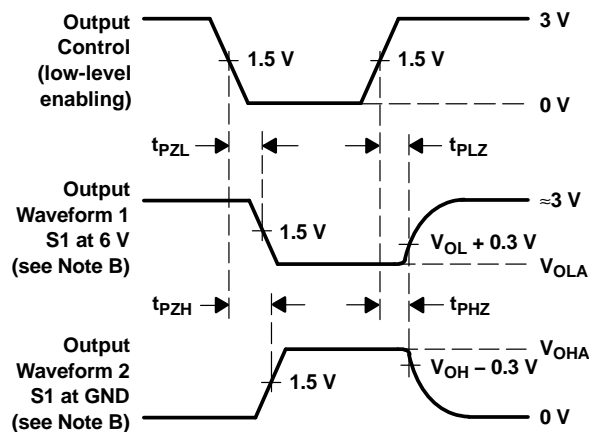 Output
Control
(low-level
enabling)
1.5 V
1.5 V
3 V
0 V
tPZL
tPLZ
Output
Waveform 1
S1 at 6 V
(see Note B)
1.5 V
≈3 V
VOL + 0.3 V
VOLA
tPZH
tPHZ
Output
Waveform 2
S1 at GND
(see Note B)
1.5 V
VOHA
VOH – 0.3 V
0 V